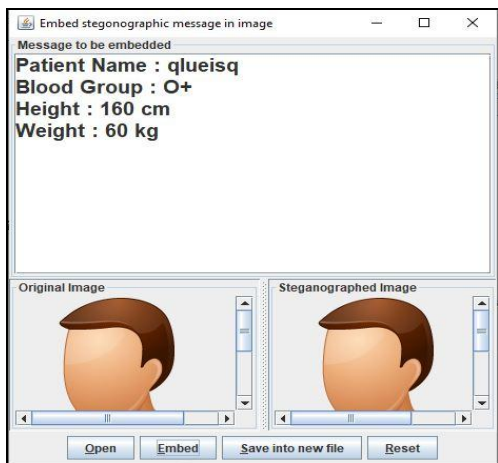 Embed stegonographic message in image
Message to be embedded
Patient Name : qlueisq
Blood Group : O+
Height : 160 cm
Weight : 60 kg
Original Image
Steganographed Image
Open
Embed
Save into new file
Reset